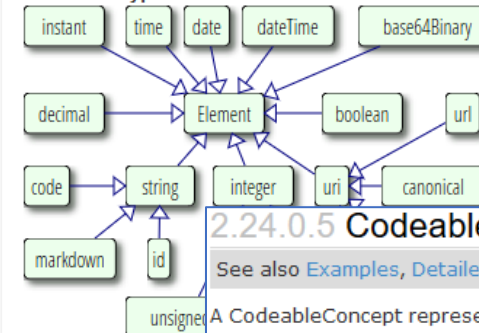 instant time date dateTime base64Binary
decimal Element boolean url
code string integer uri canonical
2.24.0.5 Codeable
markdown id
See also Examples, Detaile
unsigned
A CodeableConcept represe